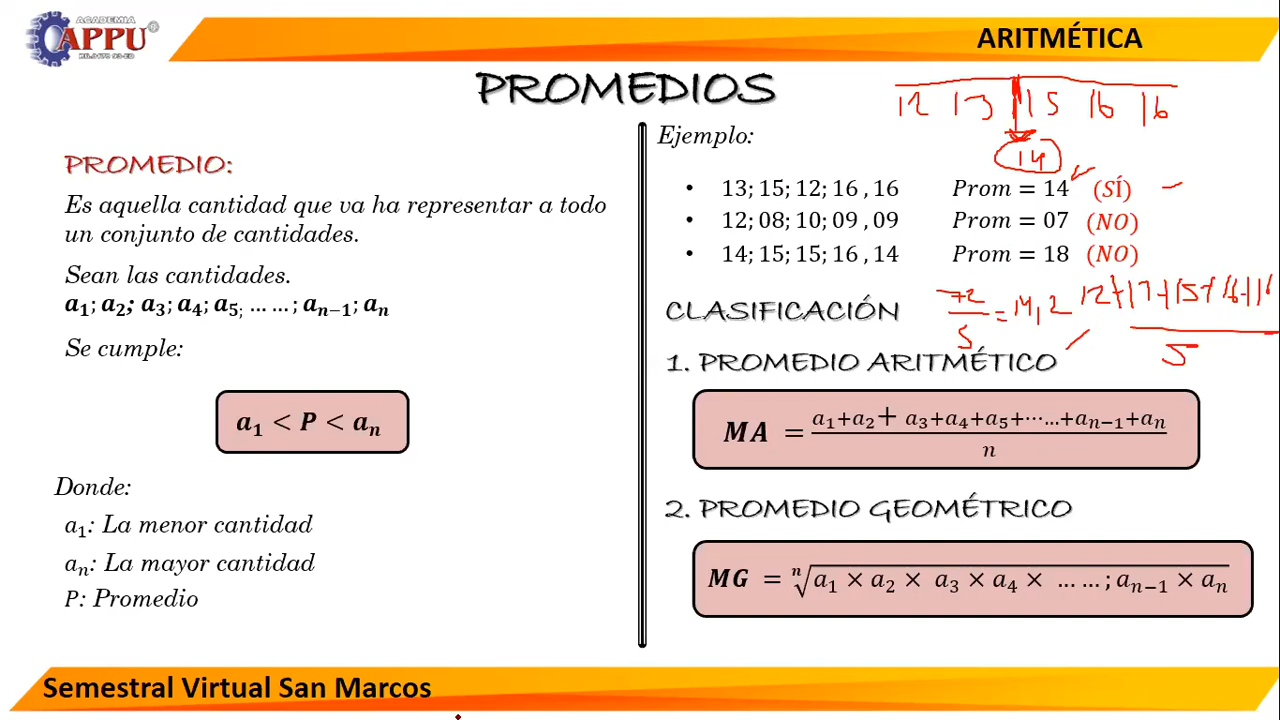 ACADEMIA
APPU
ARITMÉTICA
PROMEDIOS
PROMEDIO:
Es aquella cantidad que va ha representar a todo
un conjunto de cantidades.
Sean las cantidades.
a₁; a₂; a₃; a₄; a₅; … … ; aₙ₋₁; aₙ
Se cumple:
a₁ < P < aₙ
Donde:
a₁: La menor cantidad
aₙ: La mayor cantidad
P: Promedio
12 13 15 16 16
14
Ejemplo:
• 13; 15; 12; 16 , 16 Prom = 14 (SÍ)
• 12; 08; 10; 09 , 09 Prom = 07 (NO)
• 14; 15; 15; 16 , 14 Prom = 18 (NO)
CLASIFICACIÓN
72/5 = 14,2
1. PROMEDIO ARITMÉTICO
MA = (a₁+a₂+ a₃+a₄+a₅+⋯…+aₙ₋₁+aₙ)/n
2. PROMEDIO GEOMÉTRICO
MG = ⁿ√(a₁ × a₂ × a₃ × a₄ × … … ; aₙ₋₁ × aₙ)
Semestral Virtual San Marcos